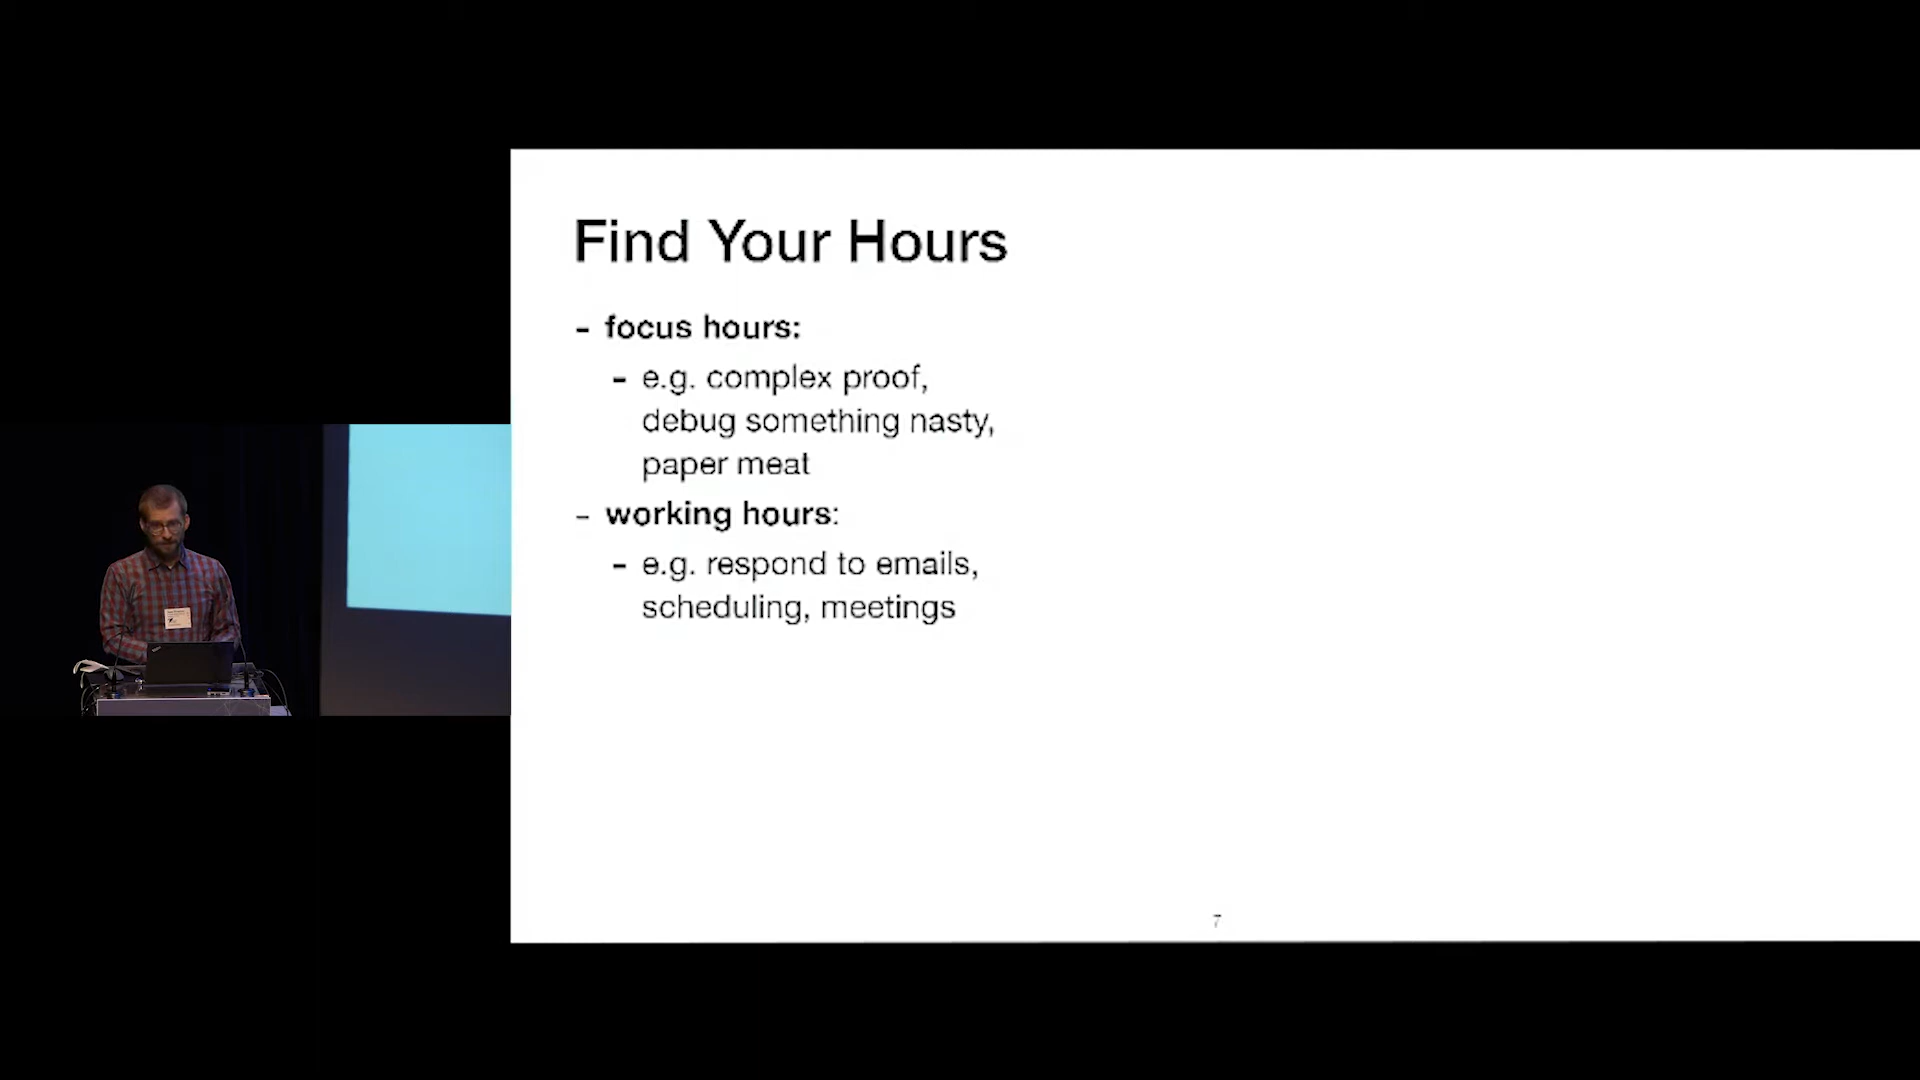 Find Your Hours
- focus hours:
- e.g. complex proof,
debug something nasty,
paper meat
- working hours:
- e.g. respond to emails,
scheduling, meetings
7